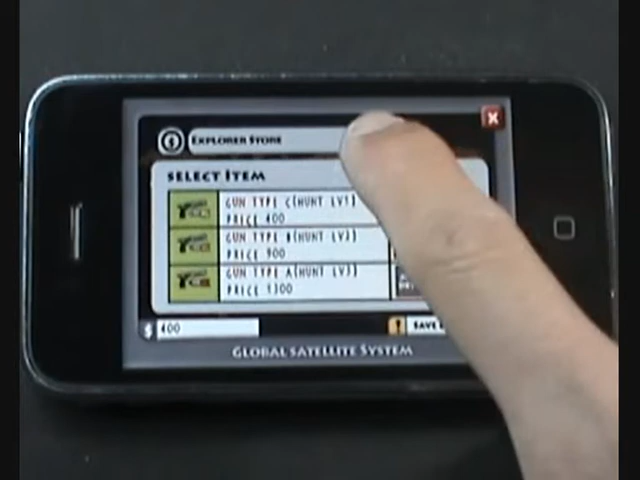 EXPLORER STORE
SELECT ITEM
GUN TYPE C(HUNT LV1)
PRICE 400
GUN TYPE B(HUNT LV2)
PRICE 900
GUN TYPE A(HUNT LV3)
PRICE 1300
$ 400
! SAVE
GLOBAL SATELLITE SYSTEM